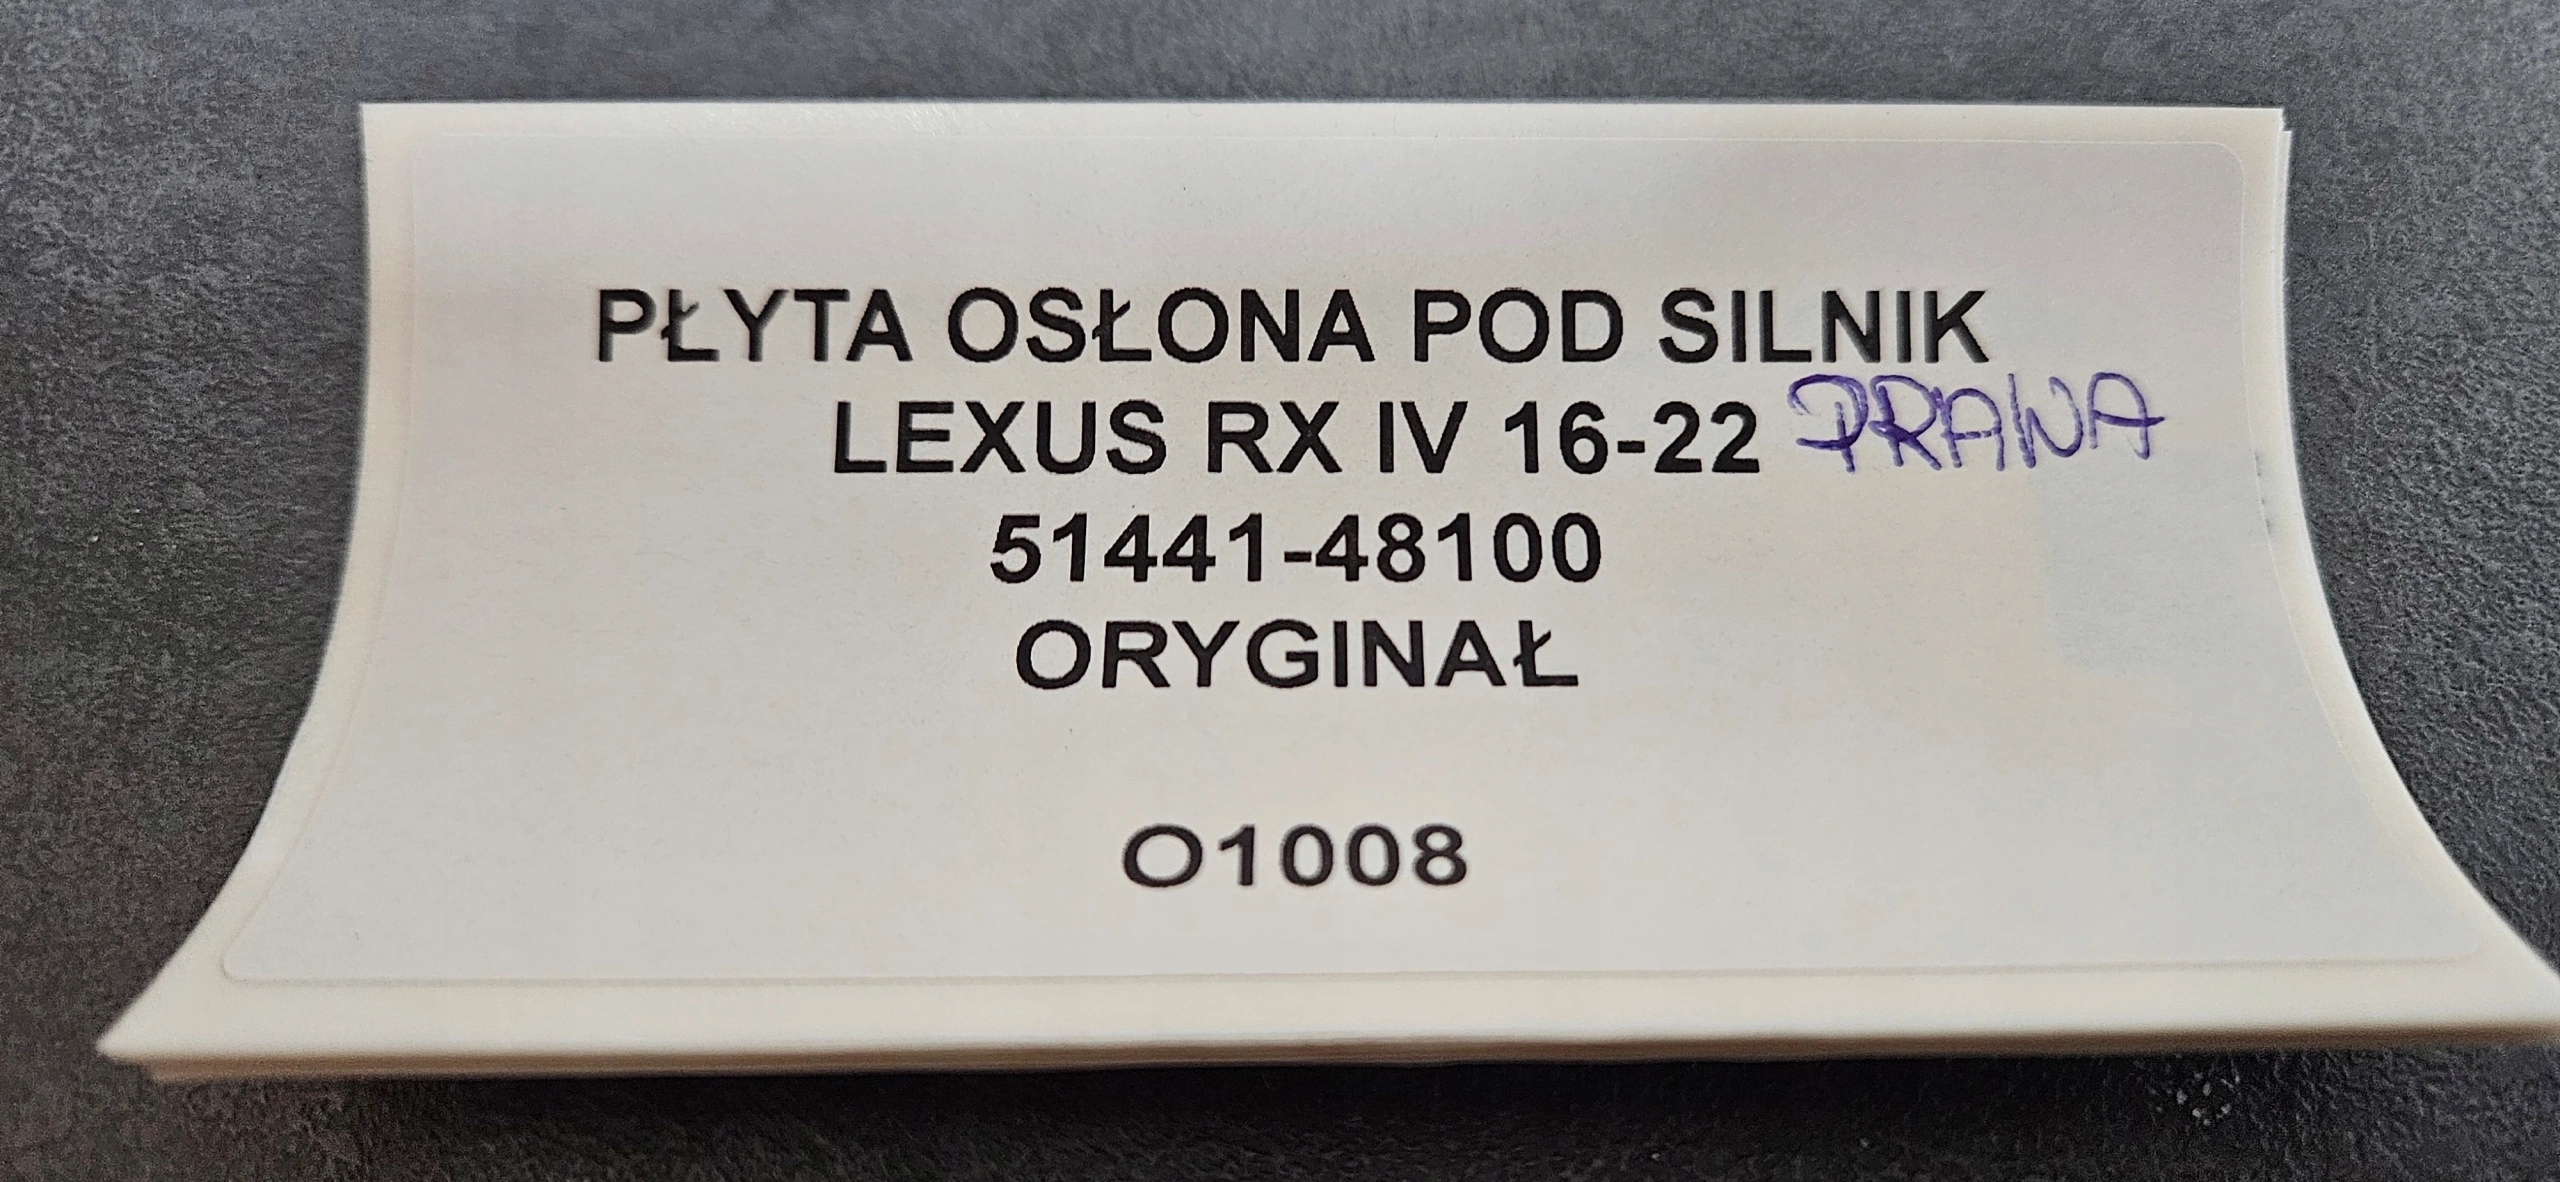 PŁYTA OSŁONA POD SILNIK
LEXUS RX IV 16-22 PRAWA
51441-48100
ORYGINAŁ
O1008